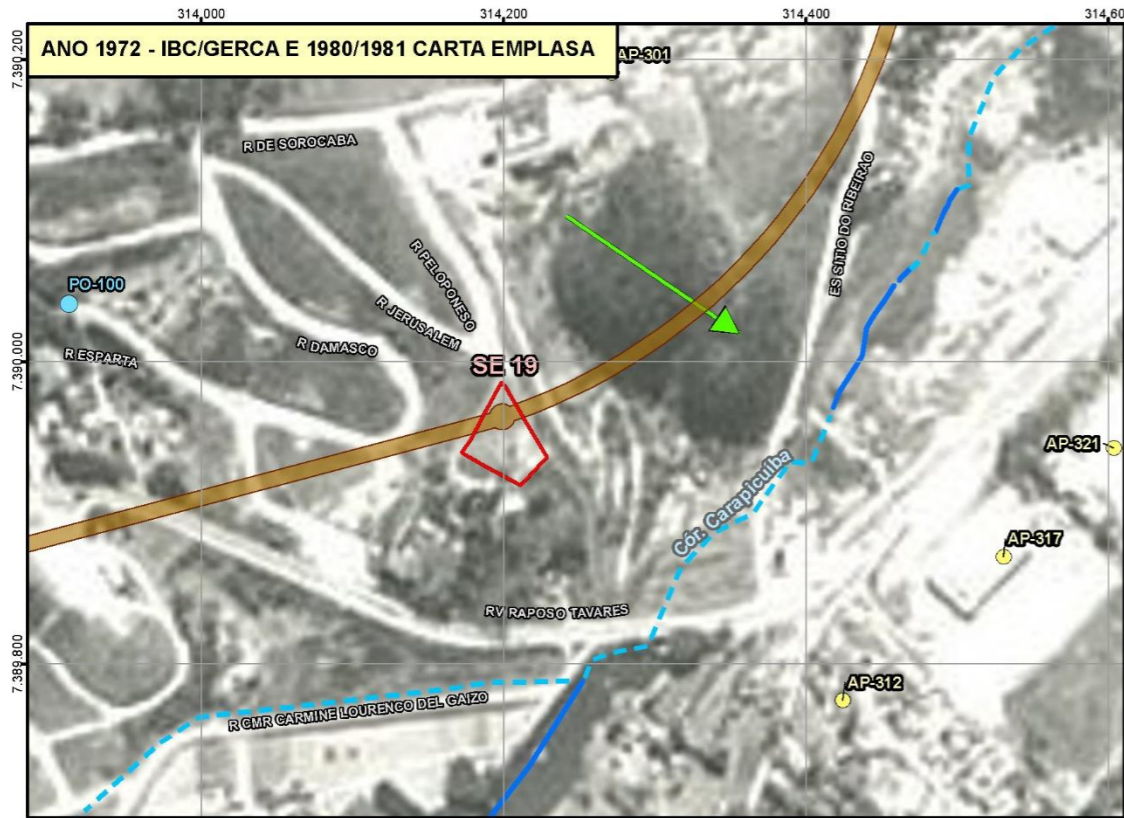 314,000
314,200
314,400
314,60
7.390,200
ANO 1972 - IBC/GERCA E 1980/1981 CARTA EMPLASA
AP-301
R DE SOROCABA
ES SITIO DO RIBEIRAO
R PELOPONESO
PO-100
R JERUSALEM
R DAMASCO
R ESPARTA
7.390,000
SE 19
AP-321
Cór. Carapicuíba
AP-317
RV RAPOSO TAVARES
7.389,800
AP-312
R CMR CARMINE LOURENCO DEL GAIZO